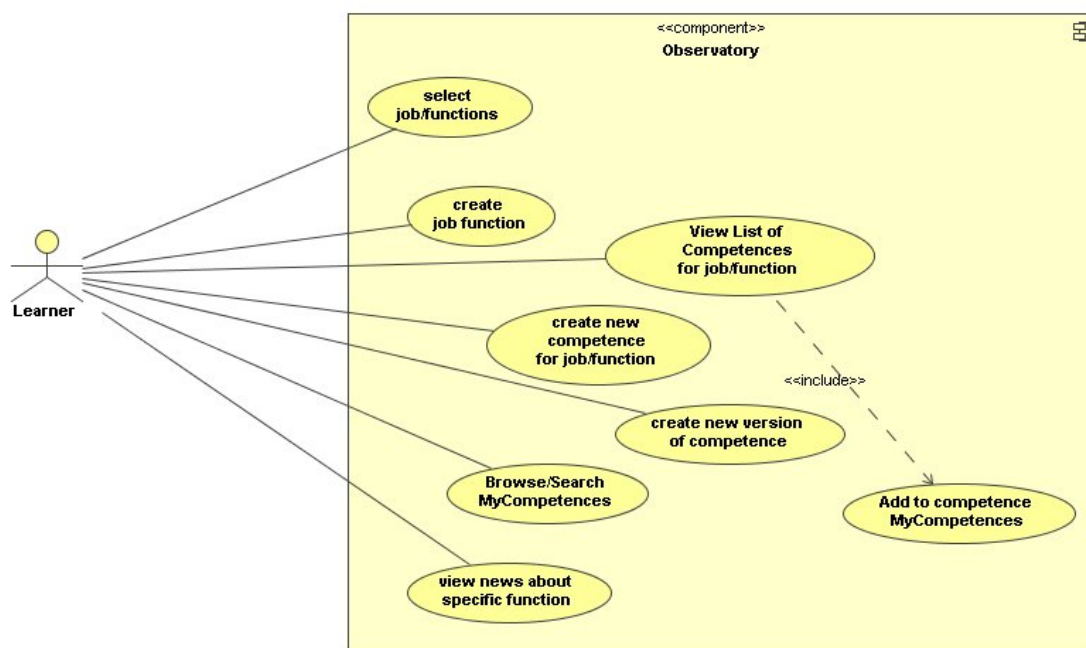 <<component>>
Observatory
select
job/functions
create
job function
View List of
Competences
for job/function
Learner
create new
competence
for job/function
<<include>>
create new version
of competence
Browse/Search
MyCompetences
Add to competence
MyCompetences
view news about
specific function